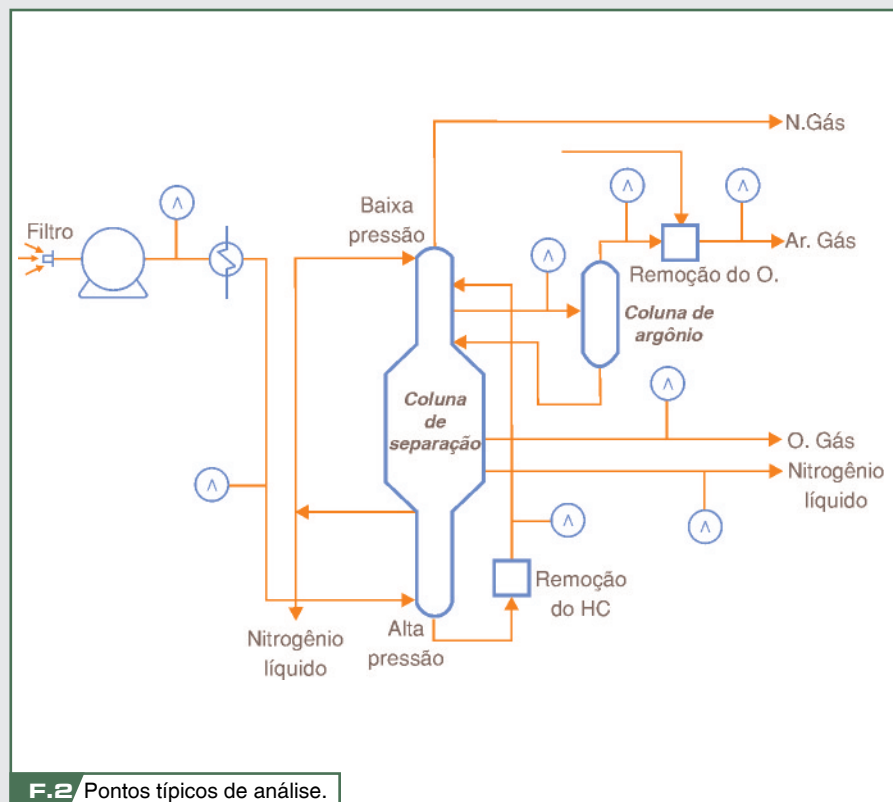 N.Gás
Baixa
pressão
Filtro
Ar. Gás
Remoção do O.
Coluna de
argônio
Coluna
de
separação
O. Gás
Nitrogênio
líquido
Remoção
do HC
Alta
pressão
Nitrogênio
líquido
A
A
A
A
A
A
A
A
F.2 Pontos típicos de análise.